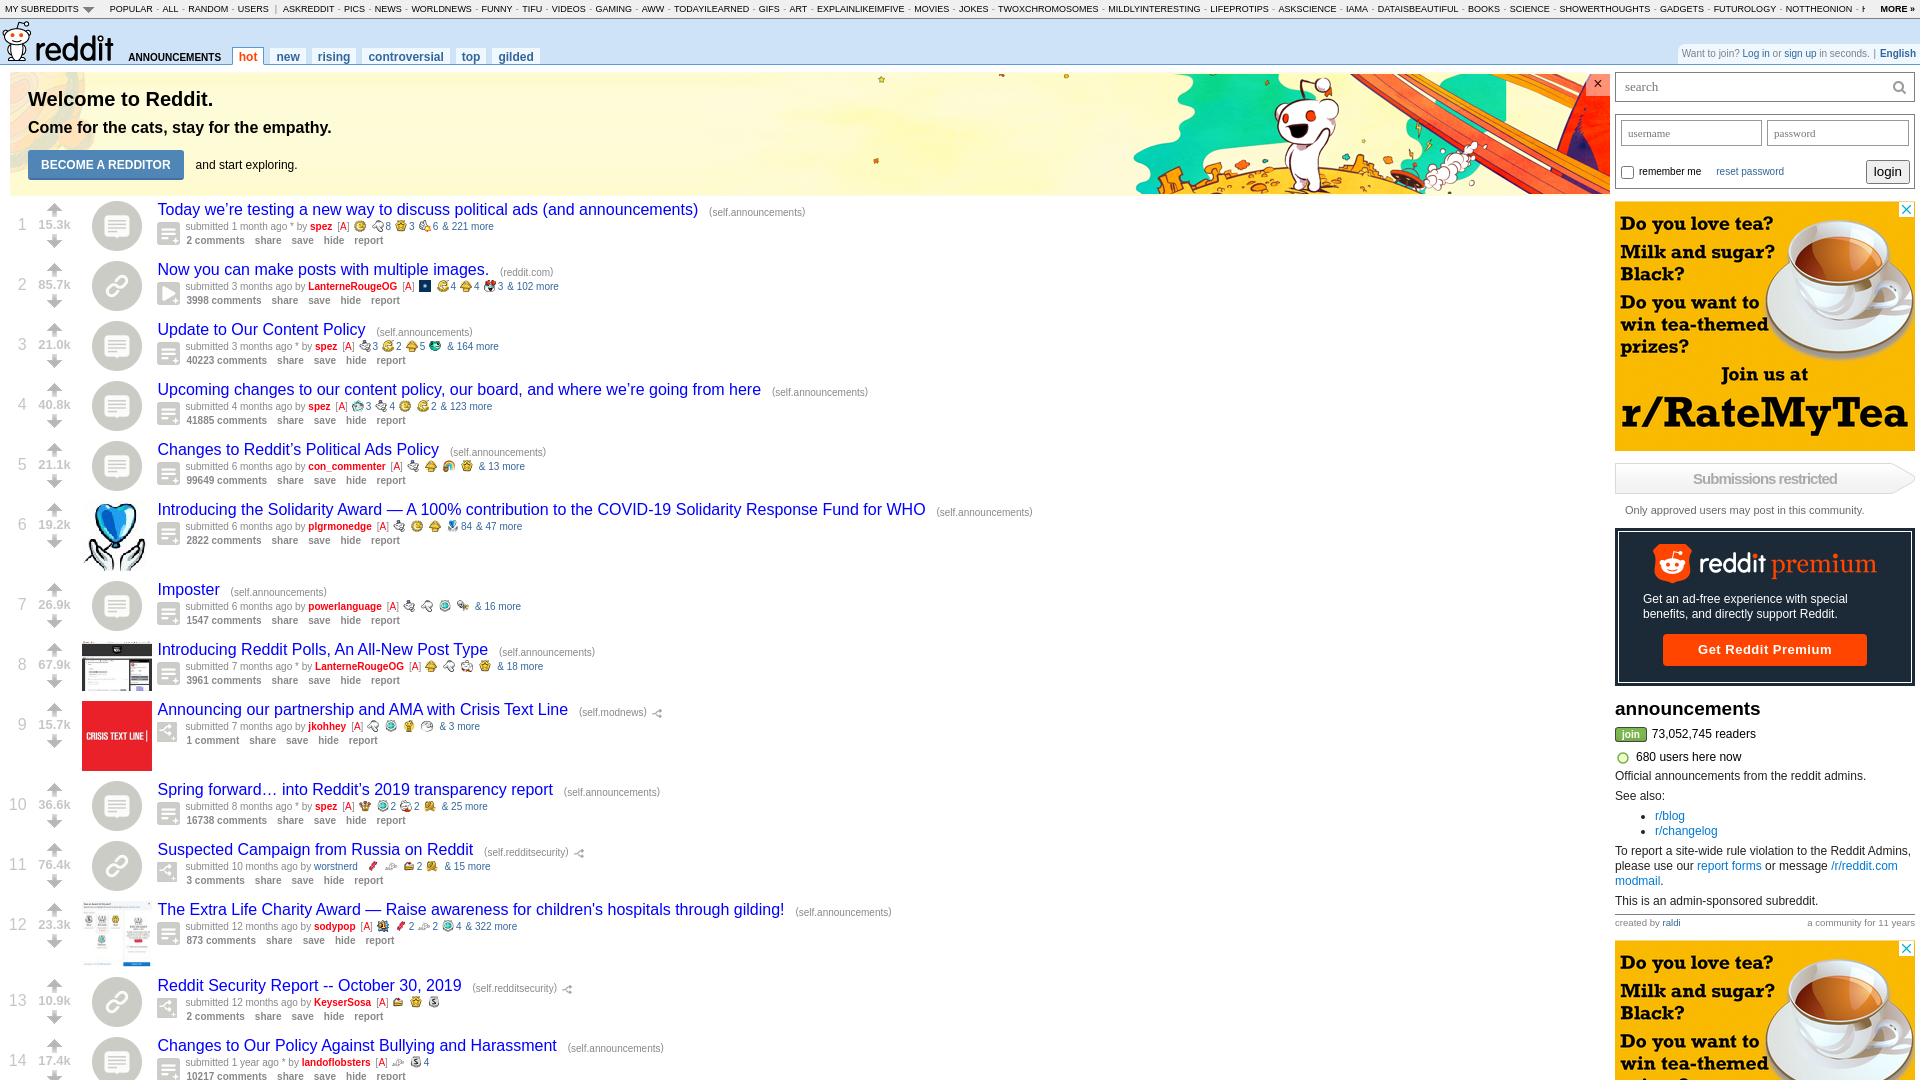 MY SUBREDDITS POPULAR - ALL - RANDOM - USERS | ASKREDDIT - PICS - NEWS - WORLDNEWS - FUNNY - TIFU - VIDEOS - GAMING - AWW - TODAYILEARNED - GIFS - ART - EXPLAINLIKEIMFIVE - MOVIES - JOKES - TWOXCHROMOSOMES - MILDLYINTERESTING - LIFEPROTIPS - ASKSCIENCE - IAMA - DATAISBEAUTIFUL - BOOKS - SCIENCE - SHOWERTHOUGHTS - GADGETS - FUTUROLOGY - NOTTHEONION - MORE »
reddit ANNOUNCEMENTS hot new rising controversial top gilded
Want to join? Log in or sign up in seconds. | English
Welcome to Reddit.
Come for the cats, stay for the empathy.
BECOME A REDDITOR and start exploring.
×
1
15.3k
Today we’re testing a new way to discuss political ads (and announcements) (self.announcements)
submitted 1 month ago * by spez [A] 8 3 6 & 221 more
2 comments share save hide report
2
85.7k
Now you can make posts with multiple images. (reddit.com)
submitted 3 months ago by LanterneRougeOG [A] 4 4 3 & 102 more
3998 comments share save hide report
3
21.0k
Update to Our Content Policy (self.announcements)
submitted 3 months ago * by spez [A] 3 2 5 & 164 more
40223 comments share save hide report
4
40.8k
Upcoming changes to our content policy, our board, and where we’re going from here (self.announcements)
submitted 4 months ago by spez [A] 3 4 2 & 123 more
41885 comments share save hide report
5
21.1k
Changes to Reddit’s Political Ads Policy (self.announcements)
submitted 6 months ago by con_commenter [A] & 13 more
99649 comments share save hide report
6
19.2k
Introducing the Solidarity Award — A 100% contribution to the COVID-19 Solidarity Response Fund for WHO (self.announcements)
submitted 6 months ago by plgrmonedge [A] 84 & 47 more
2822 comments share save hide report
7
26.9k
Imposter (self.announcements)
submitted 6 months ago by powerlanguage [A] & 16 more
1547 comments share save hide report
8
67.9k
Introducing Reddit Polls, An All-New Post Type (self.announcements)
submitted 7 months ago * by LanterneRougeOG [A] & 18 more
3961 comments share save hide report
9
15.7k
CRISIS TEXT LINE |
Announcing our partnership and AMA with Crisis Text Line (self.modnews)
submitted 7 months ago by jkohhey [A] & 3 more
1 comment share save hide report
10
36.6k
Spring forward… into Reddit’s 2019 transparency report (self.announcements)
submitted 8 months ago * by spez [A] 2 2 & 25 more
16738 comments share save hide report
11
76.4k
Suspected Campaign from Russia on Reddit (self.redditsecurity)
submitted 10 months ago by worstnerd 2 & 15 more
3 comments share save hide report
12
23.3k
The Extra Life Charity Award — Raise awareness for children's hospitals through gilding! (self.announcements)
submitted 12 months ago by sodypop [A] 2 2 4 & 322 more
873 comments share save hide report
13
10.9k
Reddit Security Report -- October 30, 2019 (self.redditsecurity)
submitted 12 months ago by KeyserSosa [A]
2 comments share save hide report
14
17.4k
Changes to Our Policy Against Bullying and Harassment (self.announcements)
submitted 1 year ago * by landoflobsters [A] 4
10217 comments share save hide report
search
username password
remember me reset password login
Do you love tea?
Milk and sugar?
Black?
Do you want to
win tea-themed
prizes?
Join us at
r/RateMyTea
Submissions restricted
Only approved users may post in this community.
reddit premium
Get an ad-free experience with special
benefits, and directly support Reddit.
Get Reddit Premium
announcements
join 73,052,745 readers
680 users here now
Official announcements from the reddit admins.
See also:
• r/blog
• r/changelog
To report a site-wide rule violation to the Reddit Admins,
please use our report forms or message /r/reddit.com
modmail.
This is an admin-sponsored subreddit.
created by raldi a community for 11 years
Do you love tea?
Milk and sugar?
Black?
Do you want to
win tea-themed